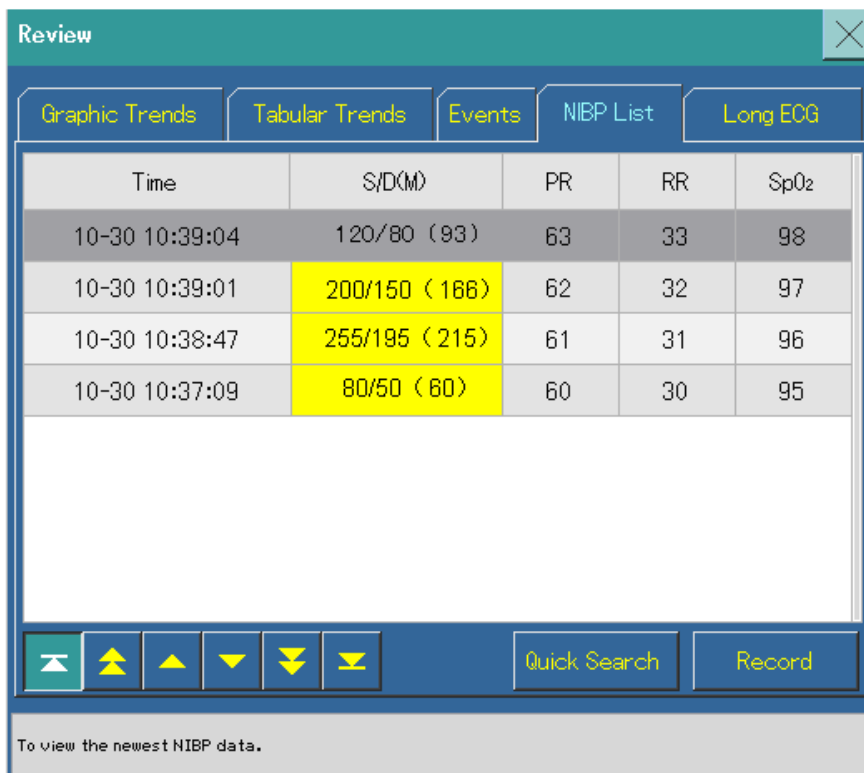 Review
Graphic Trends Tabular Trends Events NIBP List Long ECG
Time S/D(M) PR RR SpO₂
10-30 10:39:04 120/80 (93) 63 33 98
10-30 10:39:01 200/150 (166) 62 32 97
10-30 10:38:47 255/195 (215) 61 31 96
10-30 10:37:09 80/50 (60) 60 30 95
Quick Search Record
To view the newest NIBP data.